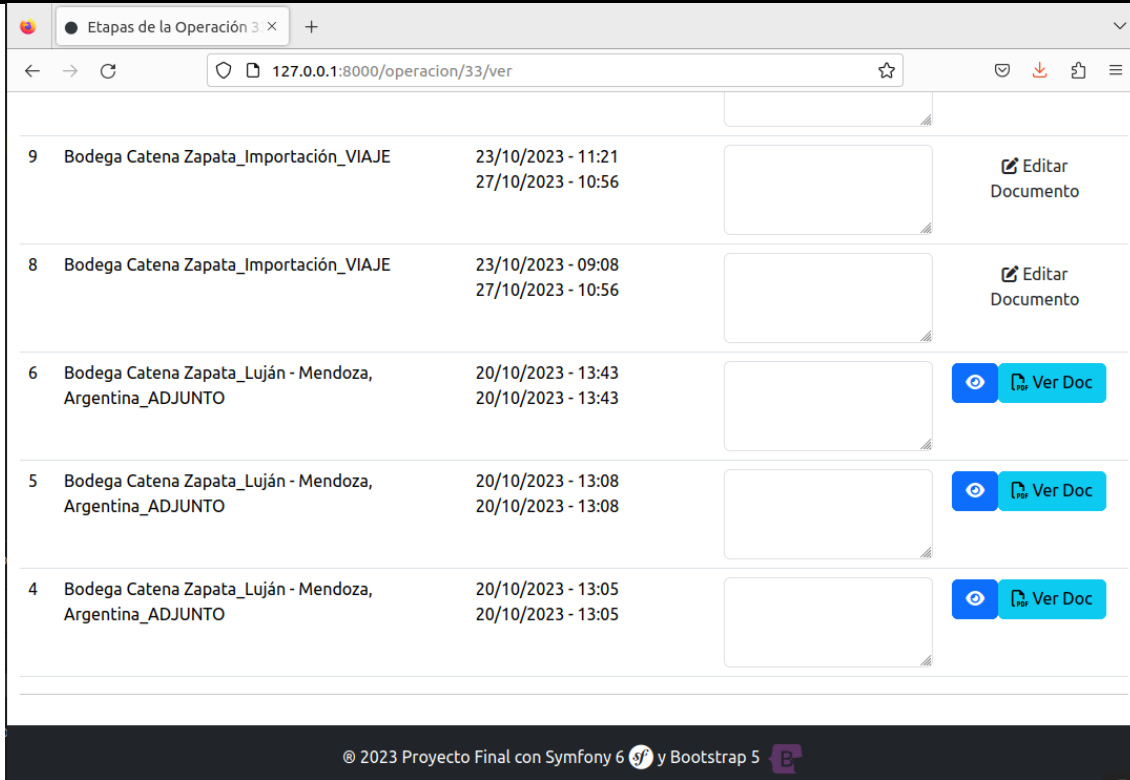 Etapas de la Operación 3
127.0.0.1:8000/operacion/33/ver
9 Bodega Catena Zapata_Importación_VIAJE 23/10/2023 - 11:21 Editar
27/10/2023 - 10:56 Documento
8 Bodega Catena Zapata_Importación_VIAJE 23/10/2023 - 09:08 Editar
27/10/2023 - 10:56 Documento
6 Bodega Catena Zapata_Luján - Mendoza, 20/10/2023 - 13:43 PDF Ver Doc
Argentina_ADJUNTO 20/10/2023 - 13:43
5 Bodega Catena Zapata_Luján - Mendoza, 20/10/2023 - 13:08 PDF Ver Doc
Argentina_ADJUNTO 20/10/2023 - 13:08
4 Bodega Catena Zapata_Luján - Mendoza, 20/10/2023 - 13:05 PDF Ver Doc
Argentina_ADJUNTO 20/10/2023 - 13:05
® 2023 Proyecto Final con Symfony 6 sf y Bootstrap 5 B